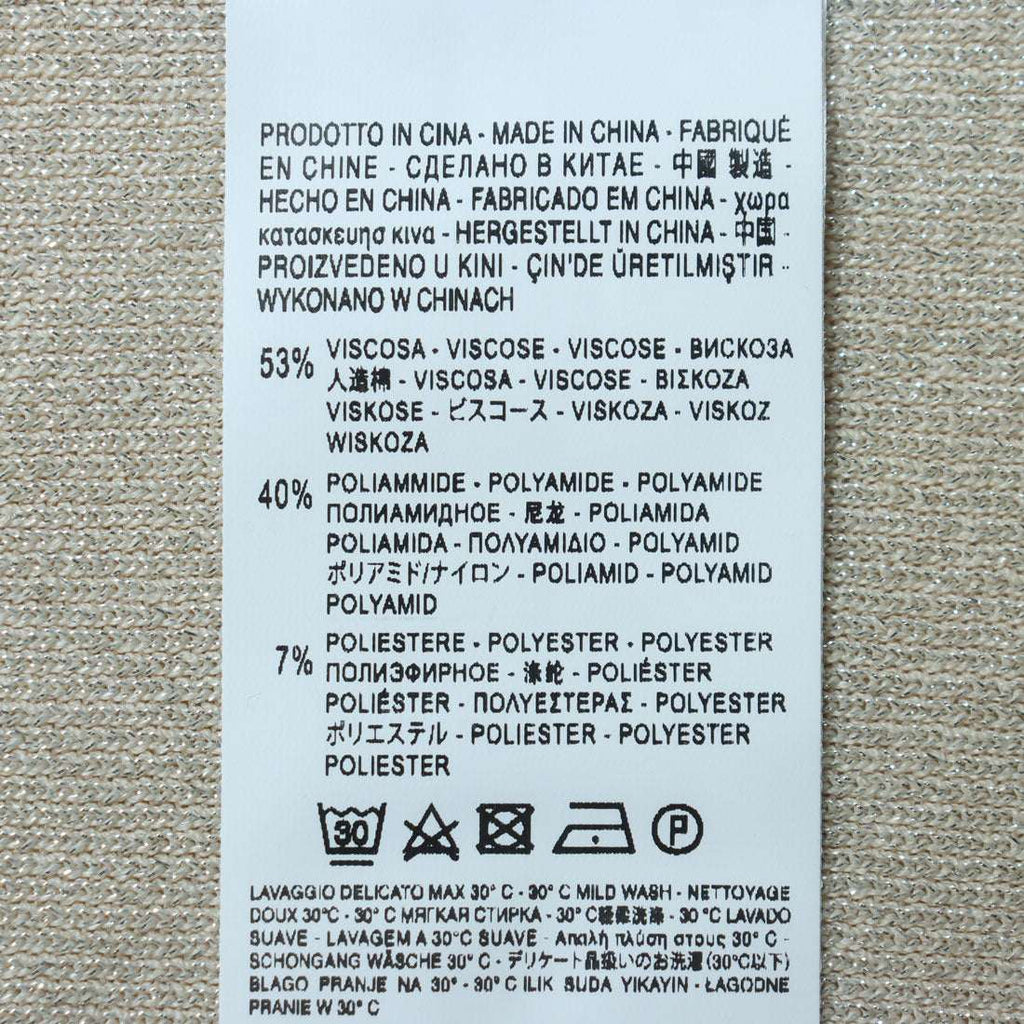 PRODOTTO IN CINA - MADE IN CHINA - FABRIQUÉ
EN CHINE - СДЕЛАНО В КИТАЕ - 中國 製造 -
HECHO EN CHINA - FABRICADO EM CHINA - χωρα
κατασκευησ κινα - HERGESTELLT IN CHINA - 中国 -
PROIZVEDENO U KINI - ÇIN'DE ÜRETILMIŞTIR -
WYKONANO W CHINACH
53% VISCOSA - VISCOSE - VISCOSE - ВИСКОЗА
人造棉 - VISCOSA - VISCOSE - ΒΙΣΚΟΖΑ
VISKOSE - ビスコース - VISKOZA - VISKOZ
WISKOZA
40% POLIAMMIDE - POLYAMIDE - POLYAMIDE
ПОЛИАМИДНОЕ - 尼龙 - POLIAMIDA
POLIAMIDA - ΠΟΛΥΑΜΙΔΙΟ - POLYAMID
ポリアミド/ナイロン - POLIAMID - POLYAMID
POLYAMID
7% POLIESTERE - POLYESTER - POLYESTER
ПОЛИЭФИРНОЕ - 涤纶 - POLIÉSTER
POLIÉSTER - ΠΟΛΥΕΣΤΕΡΑΣ - POLYESTER
ポリエステル - POLIESTER - POLYESTER
POLIESTER
30 P
LAVAGGIO DELICATO MAX 30° C - 30° C MILD WASH - NETTOYAGE
DOUX 30°C - 30° C МЯГКАЯ СТИРКА - 30° C輕柔洗滌 - 30 °C LAVADO
SUAVE - LAVAGEM A 30°C SUAVE - Απαλή πλύση στους 30° C -
SCHONGANG WÄSCHE 30° C - デリケート品扱いのお洗濯(30°C以下)
BLAGO PRANJE NA 30° - 30° C ILIK SUDA YIKAYIN - ŁAGODNE
PRANIE W 30° C